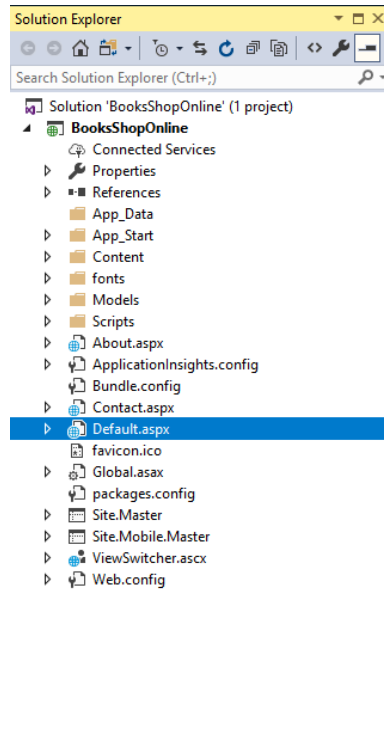 Solution Explorer
Search Solution Explorer (Ctrl+;)
Solution 'BooksShopOnline' (1 project)
BooksShopOnline
Connected Services
Properties
References
App_Data
App_Start
Content
fonts
Models
Scripts
About.aspx
ApplicationInsights.config
Bundle.config
Contact.aspx
Default.aspx
favicon.ico
Global.asax
packages.config
Site.Master
Site.Mobile.Master
ViewSwitcher.ascx
Web.config